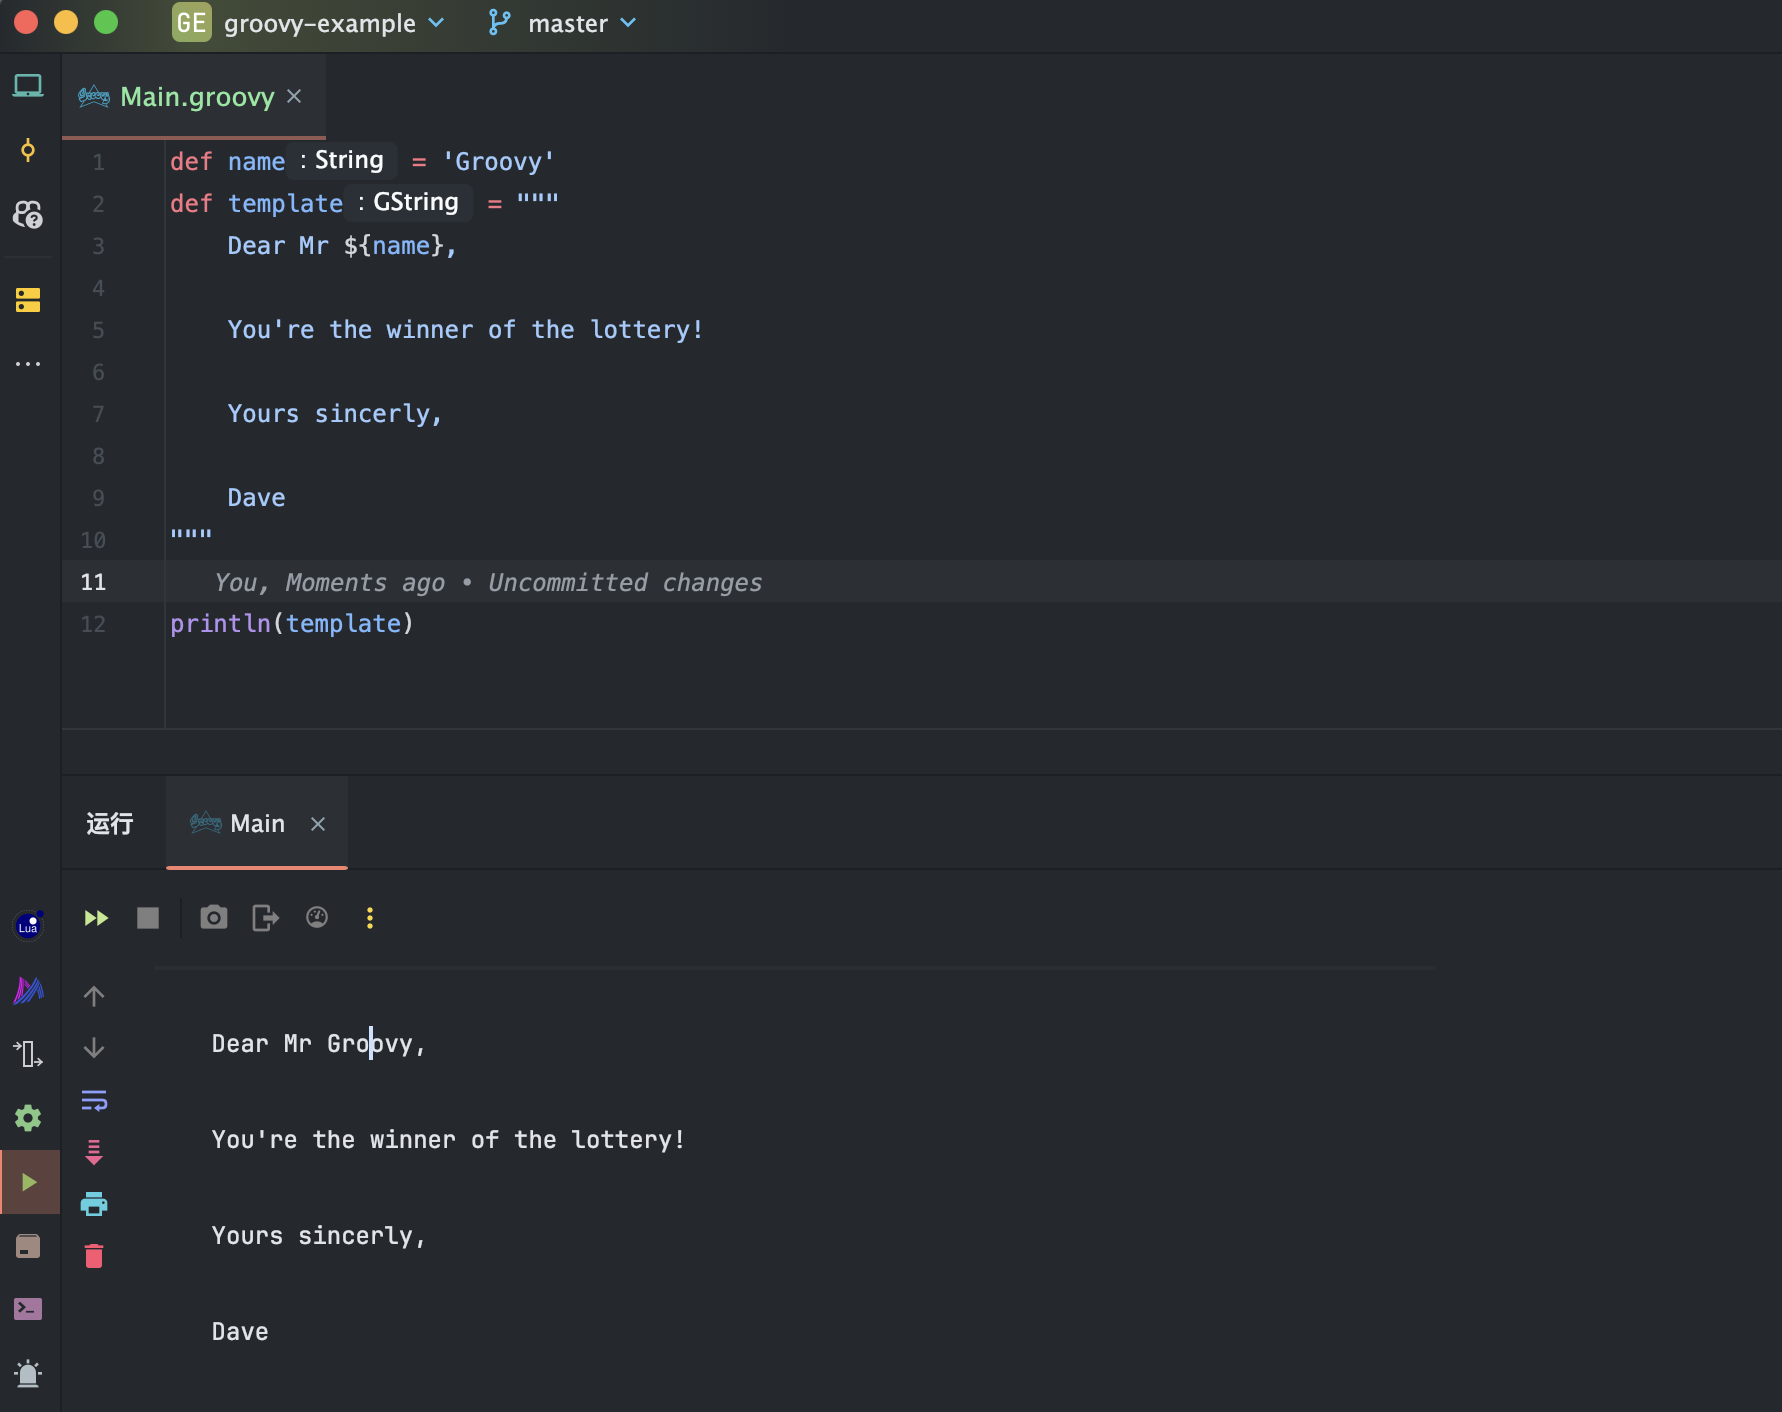 GE groovy-example master
Main.groovy
1 def name : String = 'Groovy'
2 def template : GString = """
3 Dear Mr ${name},
4
5 You're the winner of the lottery!
6
7 Yours sincerly,
8
9 Dave
10 """
11 You, Moments ago • Uncommitted changes
12 println(template)
运行 Main
Lua
Dear Mr Groovy,
You're the winner of the lottery!
Yours sincerly,
Dave